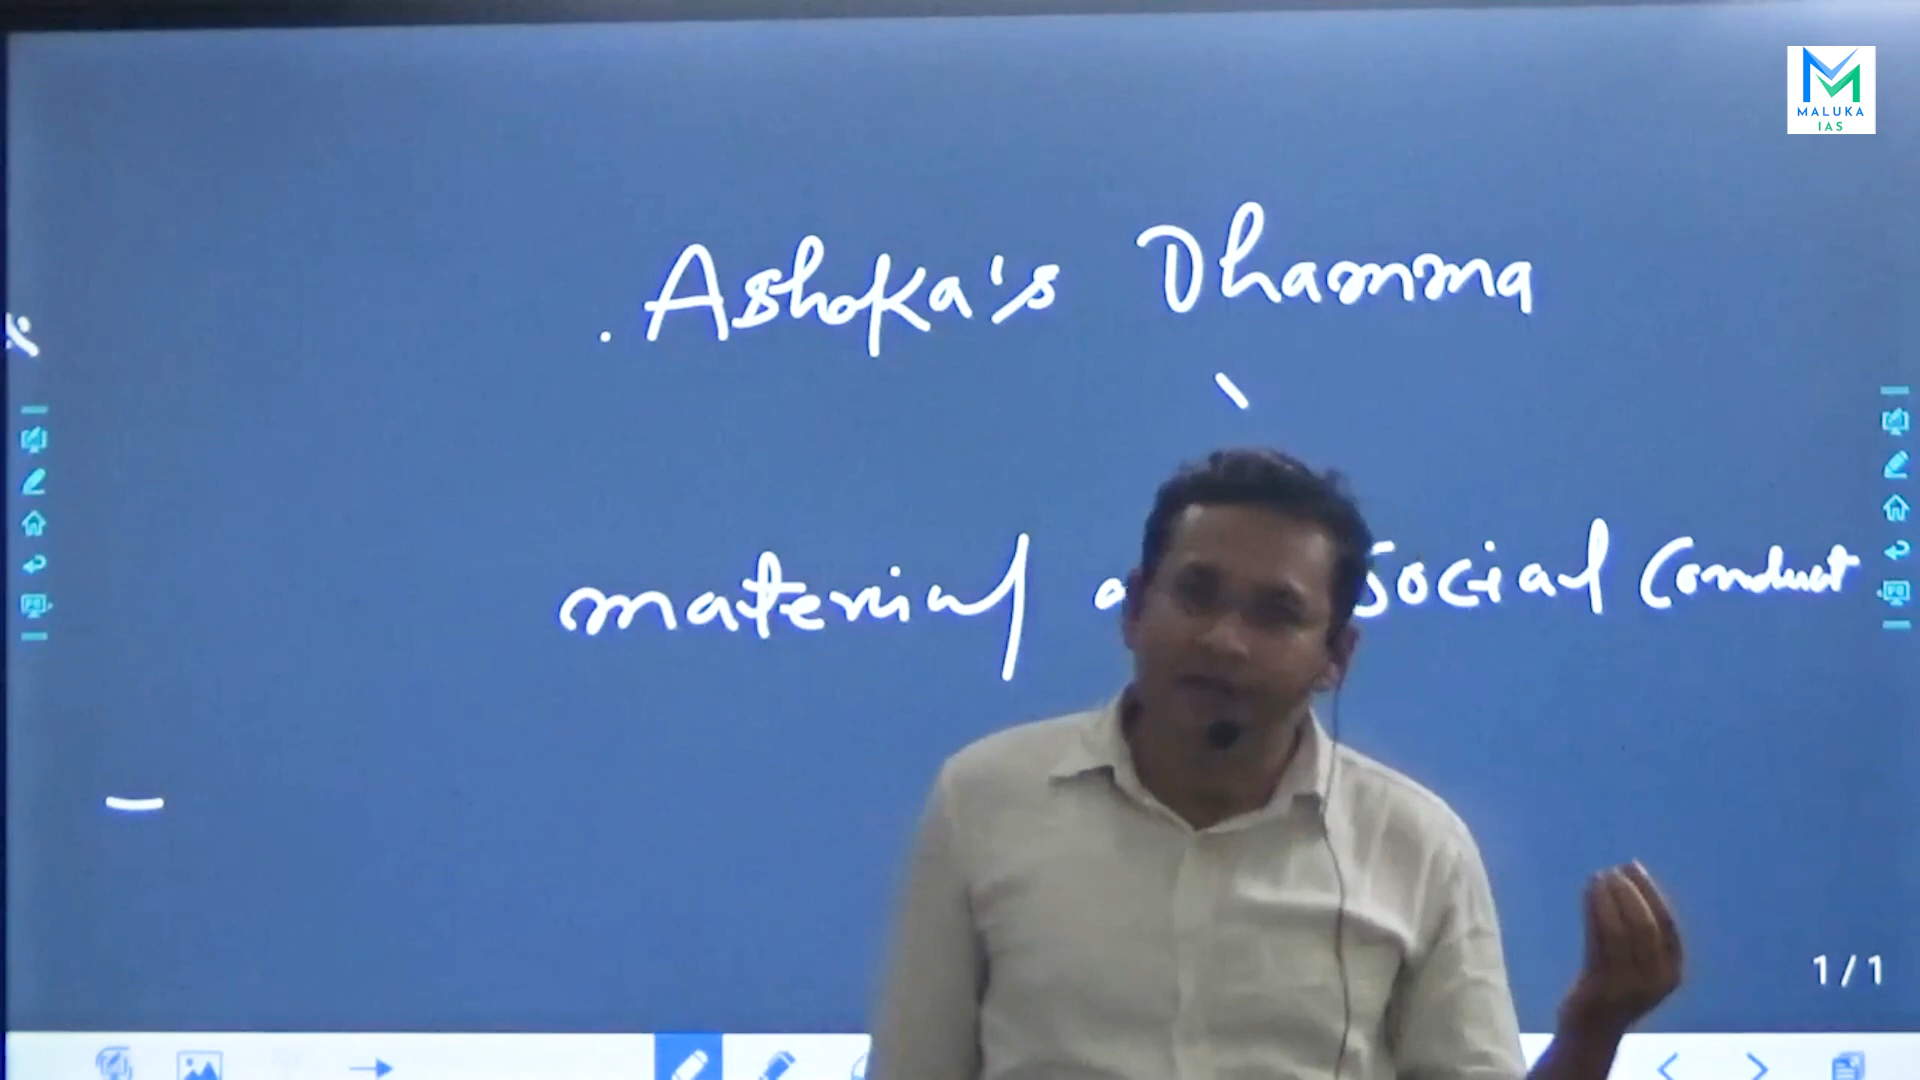 MALUKA
IAS
. Ashoka's Dhamma
material social conduct
1/1